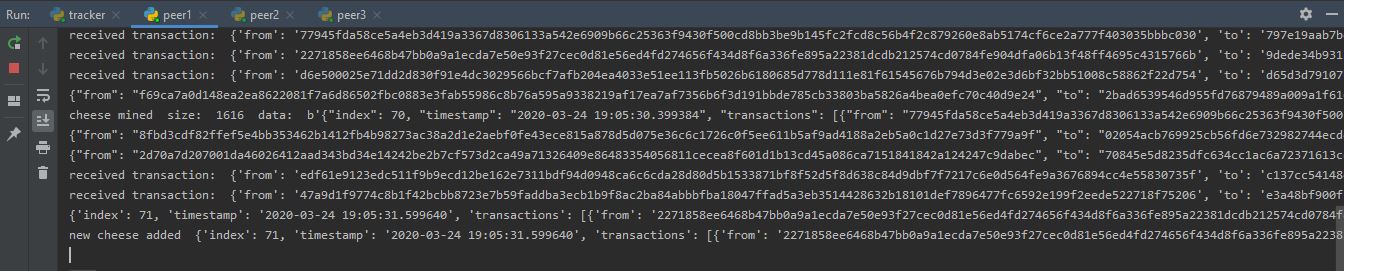 Run: tracker peer1 peer2 peer3
received transaction:  {'from': '77945fda58ce5a4eb3d419a3367d8306133a542e6909b66c25363f9430f500cd8bb3be9b145fc2fcd8c56b4f2c879260e8ab5174cf6ce2a777f403035bbbc030', 'to': '797e19aab7b
received transaction:  {'from': '2271858ee6468b47bb0a9a1ecda7e50e93f27cec0d81e56ed4fd274656f434d8f6a336fe895a22381dcdb212574cd0784fe904dfa06b13f48ff4695c4315776b', 'to': '9dede34b931
received transaction:  {'from': 'd6e500025e71dd2d830f91e4dc3029566bcf7afb204ea4033e51ee113fb5026b6180685d778d111e81f61545676b794d3e02e3d6bf32bb51008c58862f22d754', 'to': 'd65d3d79107
{"from": "f69ca7a0d148ea2ea8622081f7a6d86502fbc0883e3fab55986c8b76a595a9338219af17ea7af7356b6f3d191bbde785cb33803ba5826a4bea0efc70c40d9e24", "to": "2bad6539546d955fd76879489a009a1f61
cheese mined  size:  1616  data:  b'{"index": 70, "timestamp": "2020-03-24 19:05:30.399384", "transactions": [{"from": "77945fda58ce5a4eb3d419a3367d8306133a542e6909b66c25363f9430f500
{"from": "8fbd3cdf82ffef5e4bb353462b1412fb4b98273ac38a2d1e2aebf0fe43ece815a878d5d075e36c6c1726c0f5ee611b5af9ad4188a2eb5a0c1d27e73d3f779a9f", "to": "02054acb769925cb56fd6e732982744ecd
{"from": "2d70a7d207001da46026412aad343bd34e14242be2b7cf573d2ca49a71326409e86483354056811cecea8f601d1b13cd45a086ca7151841842a124247c9dabec", "to": "70845e5d8235dfc634cc1ac6a72371613c
received transaction:  {'from': 'edf61e9123edc511f9b9ecd12be162e7311bdf94d0948ca6c6cda28d80d5b1533871bf8f52d5f8d638c84d9dbf7f7217c6e0d564fe9a3676894cc4e55830735f', 'to': 'c137cc54148
received transaction:  {'from': '47a9d1f9774c8b1f42bcbb8723e7b59faddba3ecb1b9f8ac2ba84abbbfba18047ffad5a3eb3514428632b18101def7896477fc6592e199f2eede522718f75206', 'to': 'e3a48bf900f
{'index': 71, 'timestamp': '2020-03-24 19:05:31.599640', 'transactions': [{'from': '2271858ee6468b47bb0a9a1ecda7e50e93f27cec0d81e56ed4fd274656f434d8f6a336fe895a22381dcdb212574cd0784f
new cheese added  {'index': 71, 'timestamp': '2020-03-24 19:05:31.599640', 'transactions': [{'from': '2271858ee6468b47bb0a9a1ecda7e50e93f27cec0d81e56ed4fd274656f434d8f6a336fe895a2238